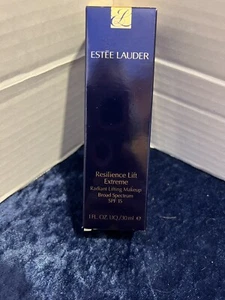 ESTĒE LAUDER
Resilience Lift
Extreme
Radiant Lifting Makeup
Broad Spectrum
SPF 15
1 FL.OZ. LIQ./30 ml e